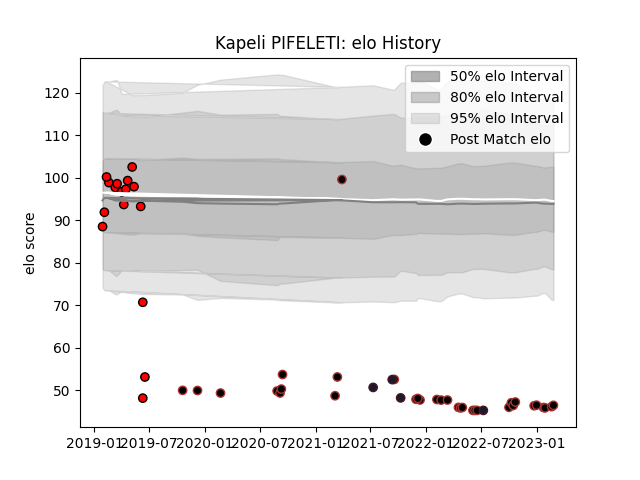 Kapeli PIFELETI: elo History
50% elo Interval
80% elo Interval
95% elo Interval
Post Match elo
elo score
120
110
100
90
80
70
60
50
2019-01 2019-07 2020-01 2020-07 2021-01 2021-07 2022-01 2022-07 2023-01